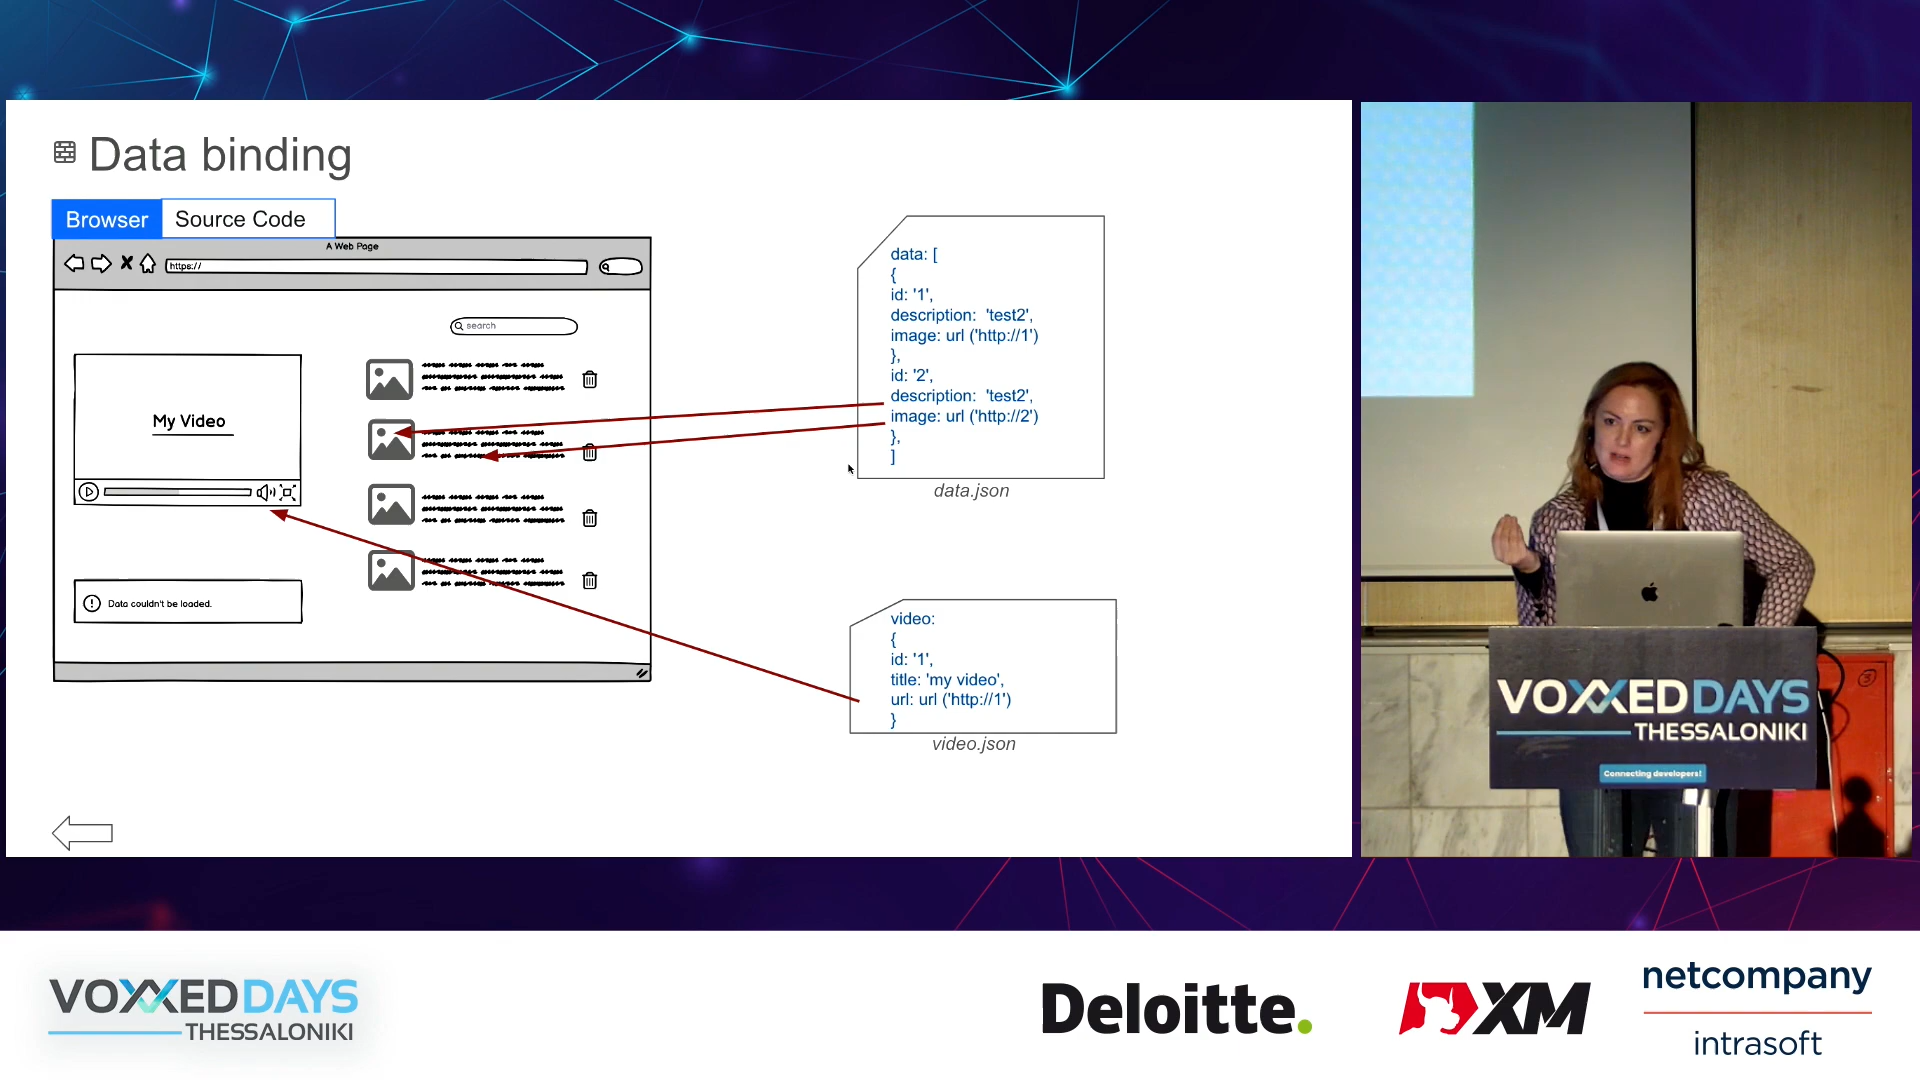 Data binding
Browser
Source Code
A Web Page
https://
search
My Video
Data couldn't be loaded.
data: [
{
id: '1',
description:  'test2',
image: url ('http://1')
},
id: '2',
description:  'test2',
image: url ('http://2')
},
]
data.json
video:
{
id: '1',
title: 'my video',
url: url ('http://1')
}
video.json
VOXXED DAYS
THESSALONIKI
Connecting developers!
3
VOXXED DAYS
THESSALONIKI
Deloitte.
XM
netcompany
intrasoft